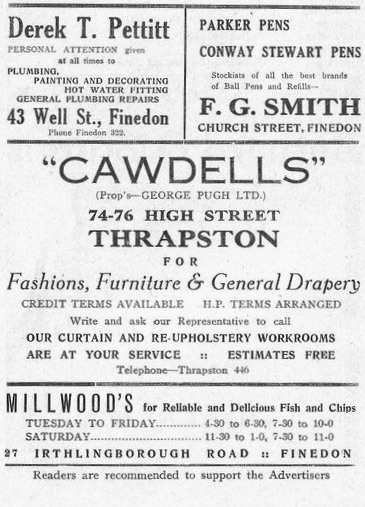 Derek T. Pettitt
PERSONAL ATTENTION given
at all times to
PLUMBING,
PAINTING AND DECORATING
HOT WATER FITTING
GENERAL PLUMBING REPAIRS
43 Well St., Finedon
Phone Finedon 322.
PARKER PENS
CONWAY STEWART PENS
Stockists of all the best brands
of Ball Pens and Refills—
F. G. SMITH
CHURCH STREET, FINEDON
"CAWDELLS"
(Prop's—GEORGE PUGH LTD.)
74-76 HIGH STREET
THRAPSTON
FOR
Fashions, Furniture & General Drapery
CREDIT TERMS AVAILABLE H.P. TERMS ARRANGED
Write and ask our Representative to call
OUR CURTAIN AND RE-UPHOLSTERY WORKROOMS
ARE AT YOUR SERVICE :: ESTIMATES FREE
Telephone—Thrapston 446
MILLWOOD'S for Reliable and Delicious Fish and Chips
TUESDAY TO FRIDAY............ 4-30 to 6-30, 7-30 to 10-0
SATURDAY........................11-30 to 1-0, 7-30 to 11-0
27 IRTHLINGBOROUGH ROAD :: FINEDON
Readers are recommended to support the Advertisers